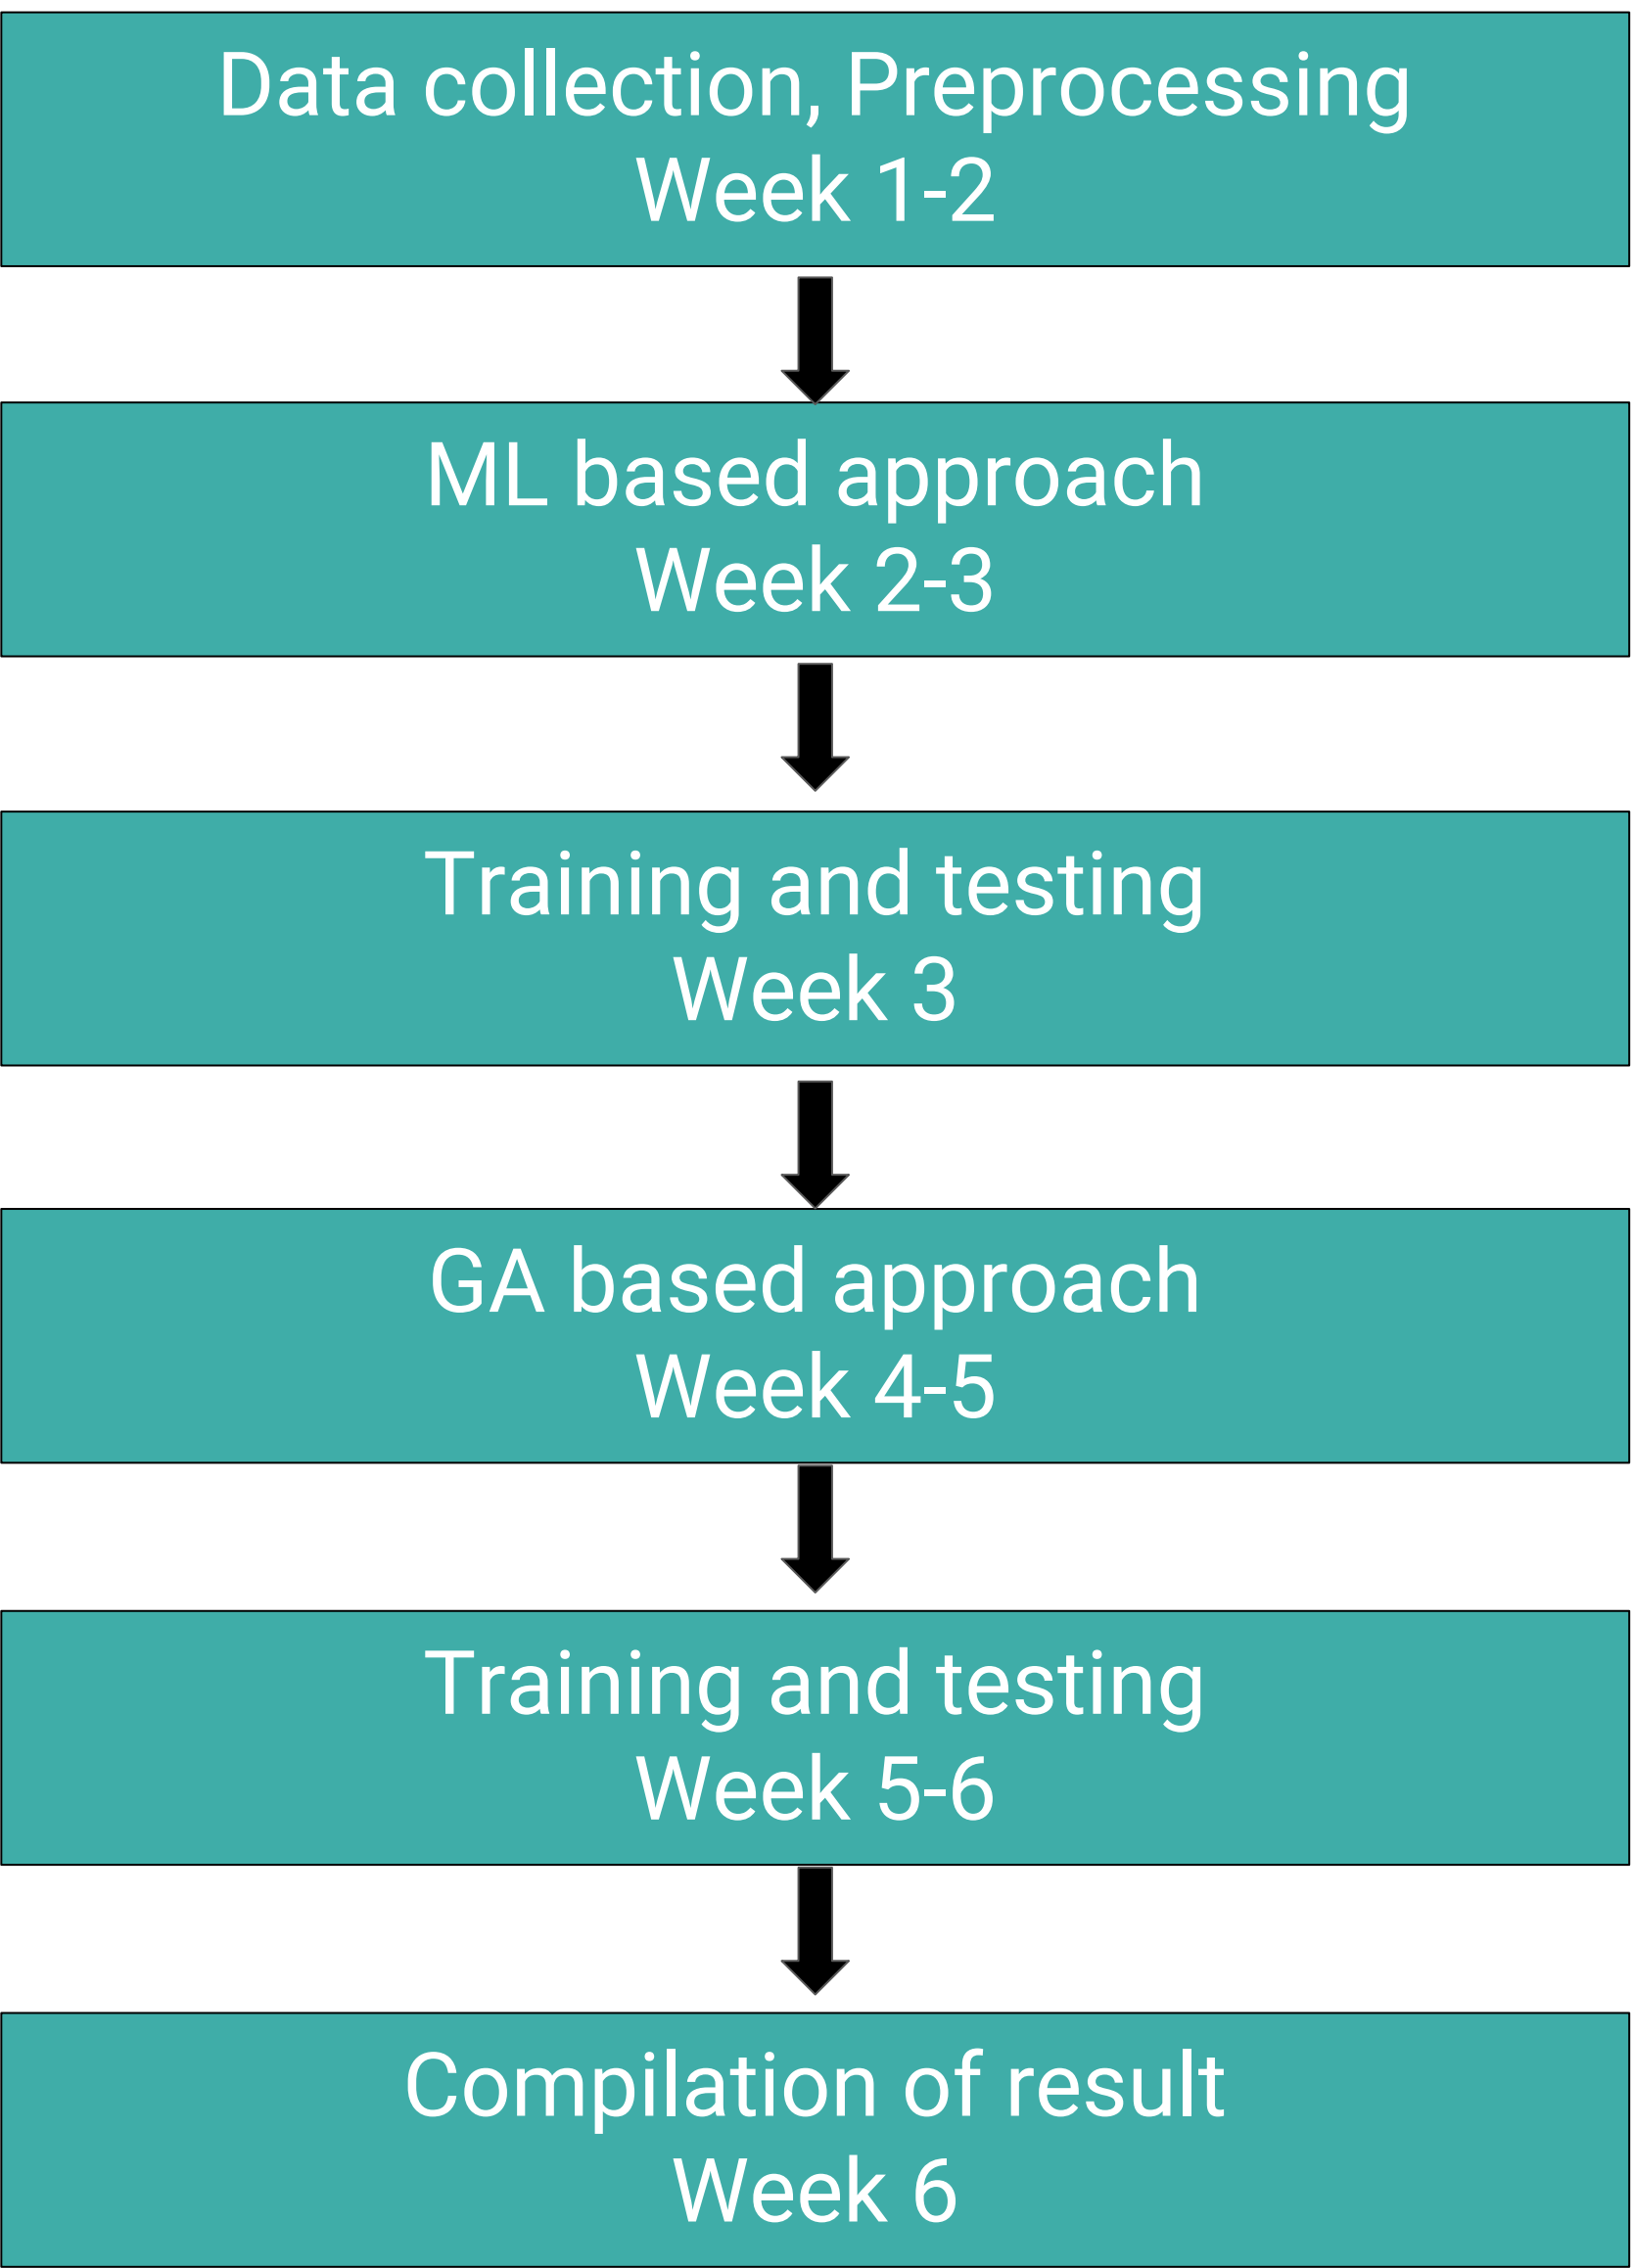 Data collection, Preprocessing
Week 1-2
ML based approach
Week 2-3
Training and testing
Week 3
GA based approach
Week 4-5
Training and testing
Week 5-6
Compilation of result
Week 6